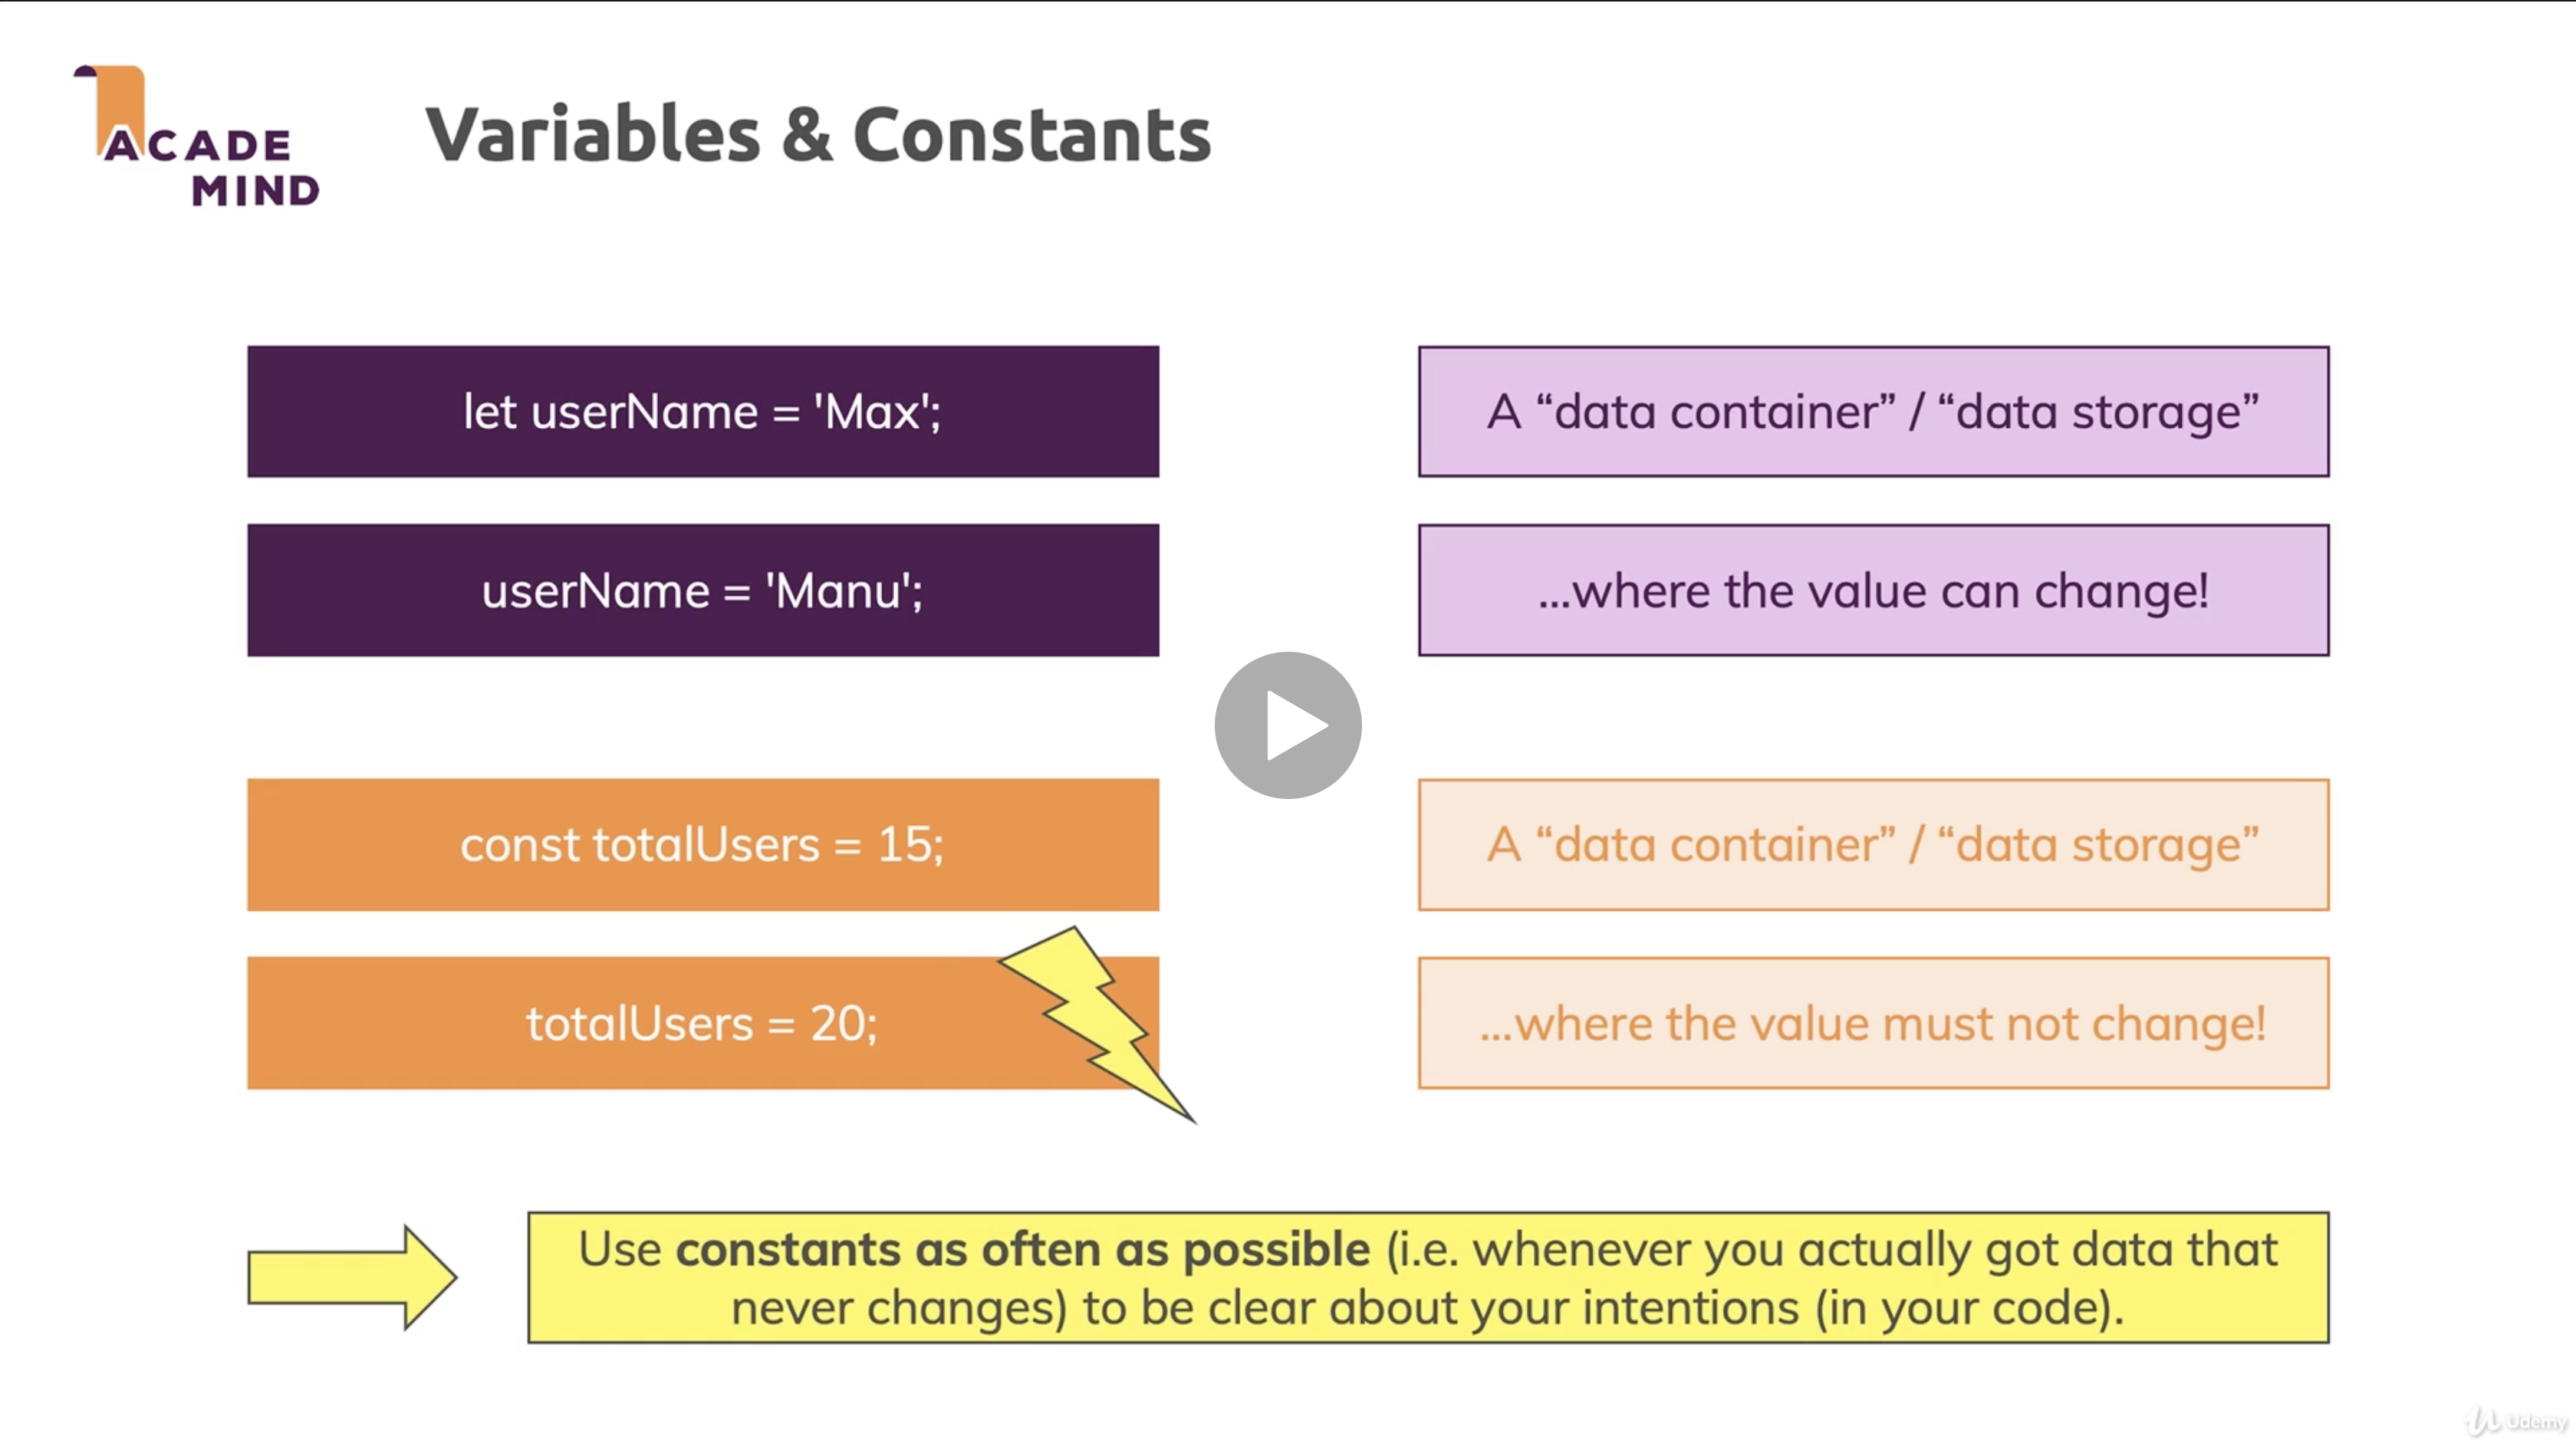 ACADE
MIND
Variables & Constants
let userName = 'Max';
A “data container” / “data storage”
userName = 'Manu';
...where the value can change!
const totalUsers = 15;
A “data container” / “data storage”
totalUsers = 20;
...where the value must not change!
Use constants as often as possible (i.e. whenever you actually got data that
never changes) to be clear about your intentions (in your code).
Udemy